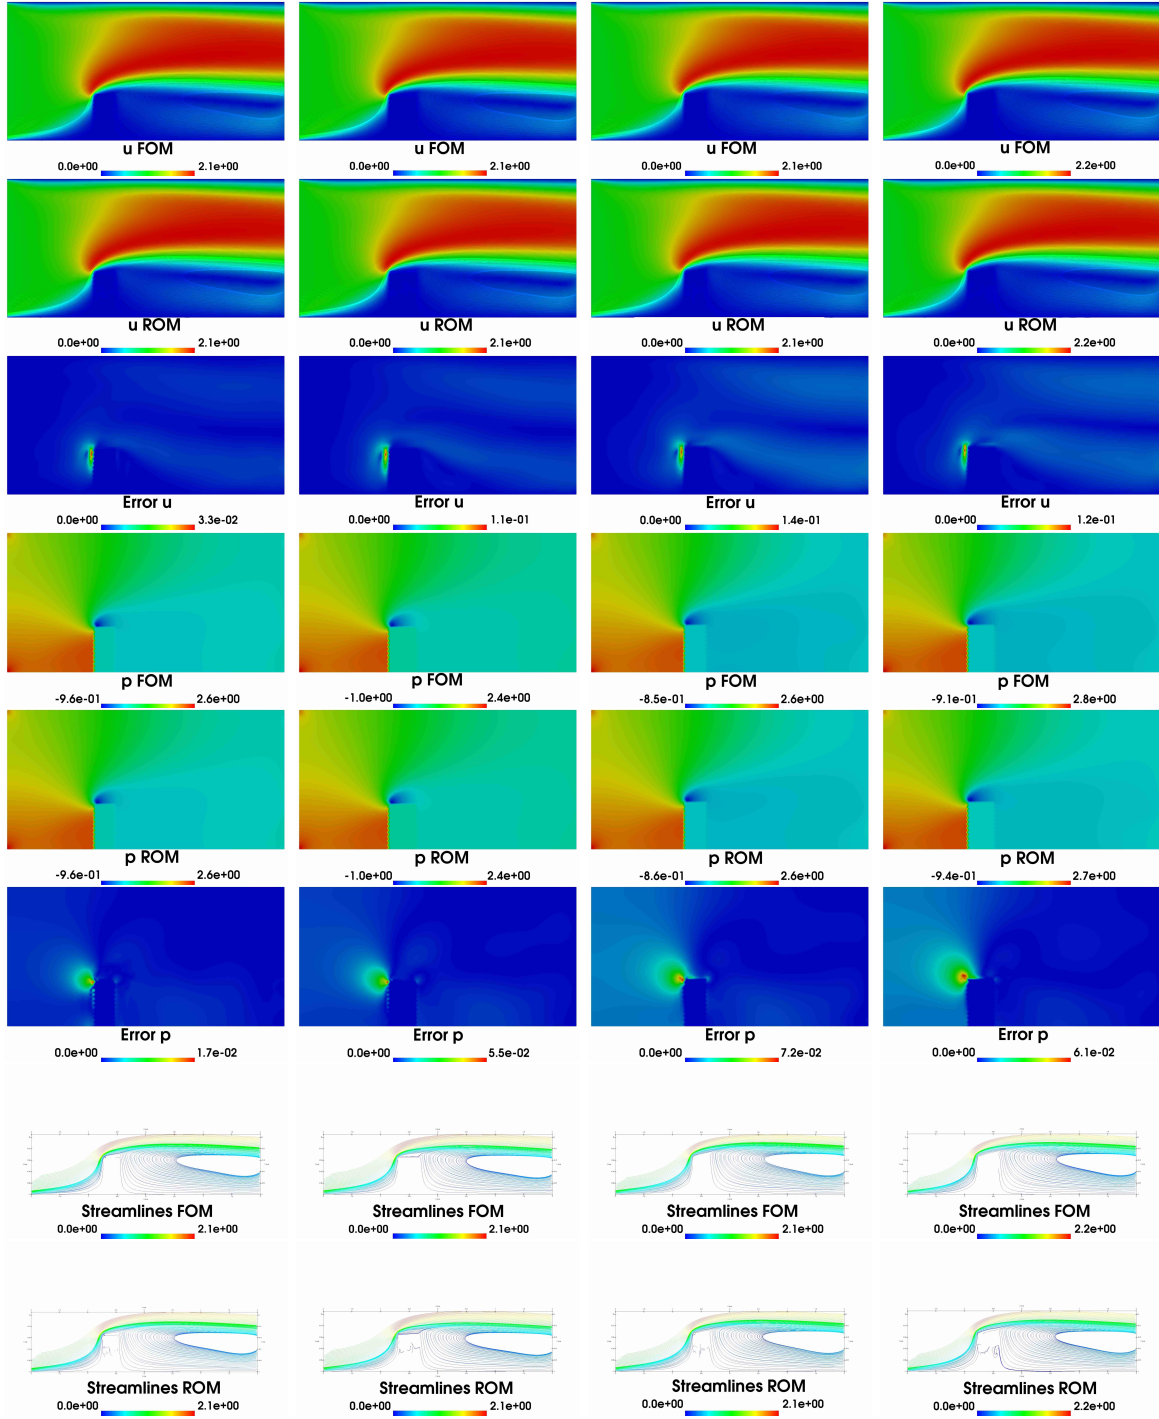 u FOM u FOM u FOM u FOM
0.0e+00 2.1e+00 0.0e+00 2.1e+00 0.0e+00 2.1e+00 0.0e+00 2.2e+00
u ROM u ROM u ROM u ROM
0.0e+00 2.1e+00 0.0e+00 2.1e+00 0.0e+00 2.1e+00 0.0e+00 2.2e+00
Error u Error u Error u Error u
0.0e+00 3.3e-02 0.0e+00 1.1e-01 0.0e+00 1.4e-01 0.0e+00 1.2e-01
p FOM p FOM p FOM p FOM
-9.6e-01 2.6e+00 -1.0e+00 2.4e+00 -8.5e-01 2.6e+00 -9.1e-01 2.8e+00
p ROM p ROM p ROM p ROM
-9.6e-01 2.6e+00 -1.0e+00 2.4e+00 -8.6e-01 2.6e+00 -9.4e-01 2.7e+00
Error p Error p Error p Error p
0.0e+00 1.7e-02 0.0e+00 5.5e-02 0.0e+00 7.2e-02 0.0e+00 6.1e-02
Streamlines FOM Streamlines FOM Streamlines FOM Streamlines FOM
0.0e+00 2.1e+00 0.0e+00 2.1e+00 0.0e+00 2.1e+00 0.0e+00 2.2e+00
Streamlines ROM Streamlines ROM Streamlines ROM Streamlines ROM
0.0e+00 2.1e+00 0.0e+00 2.1e+00 0.0e+00 2.1e+00 0.0e+00 2.2e+00